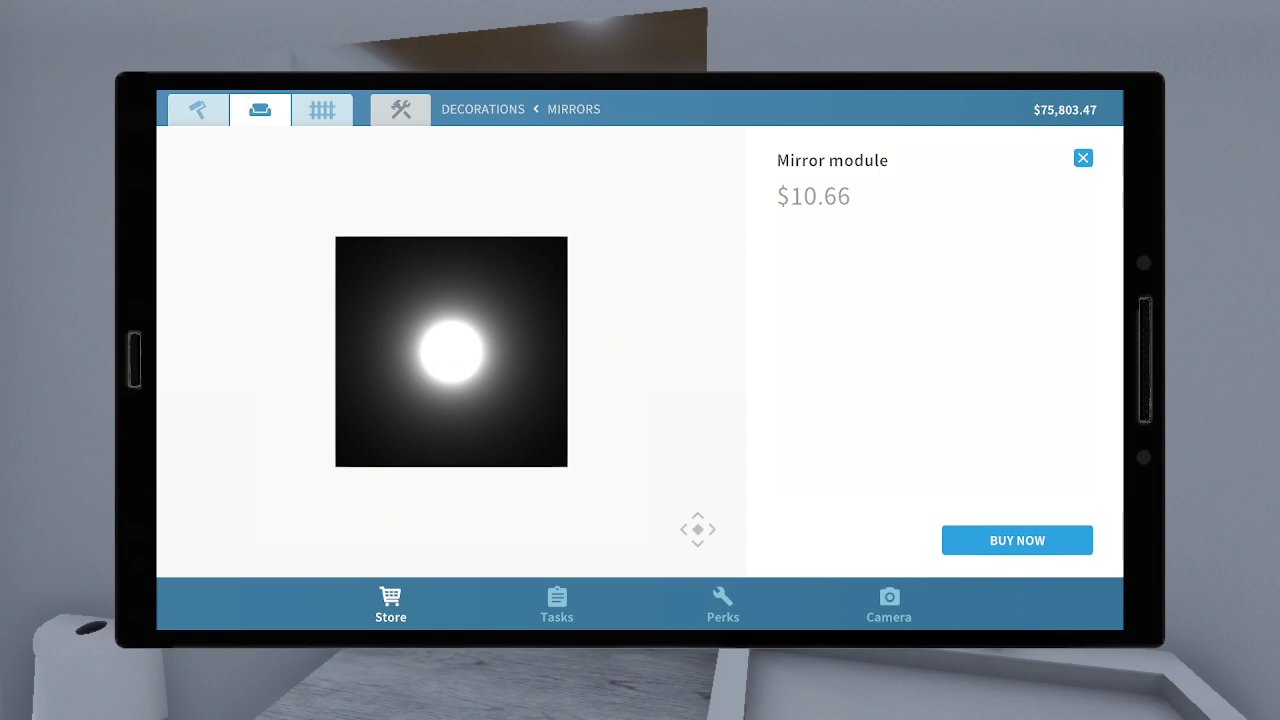 DECORATIONS < MIRRORS
$75,803.47
Mirror module
$10.66
BUY NOW
Store
Tasks
Perks
Camera